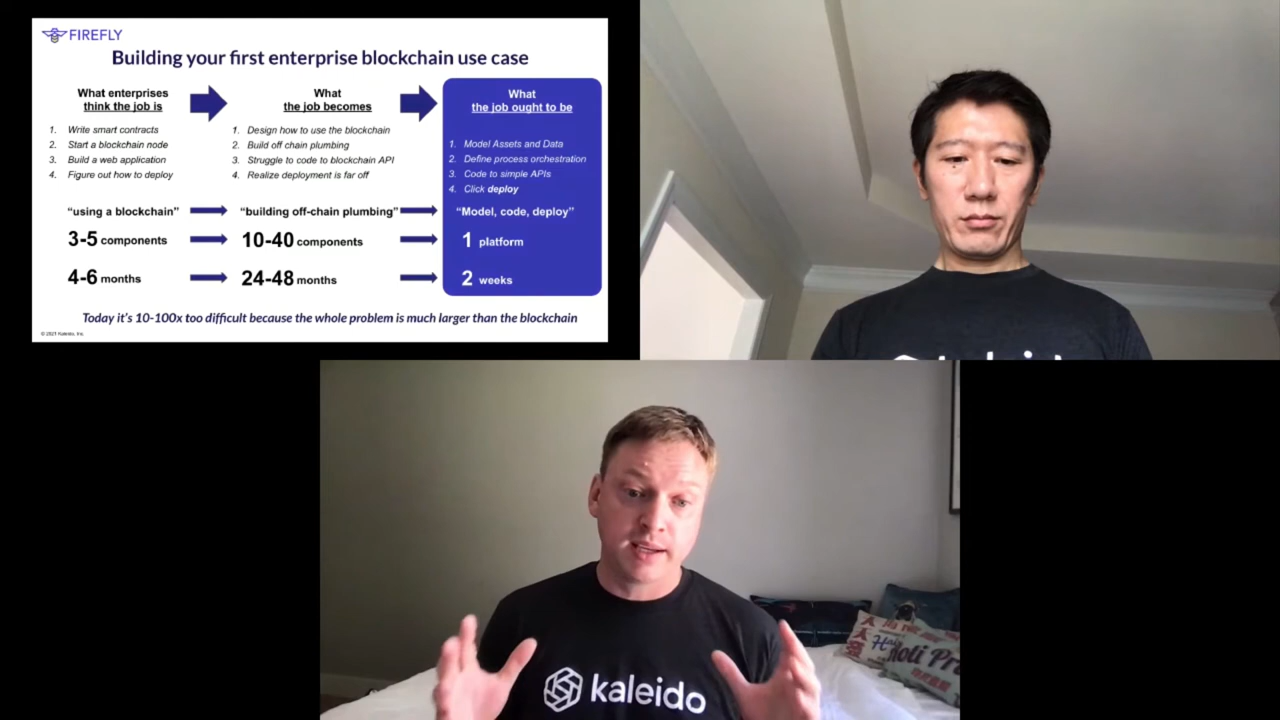 FIREFLY
Building your first enterprise blockchain use case
What enterprises
think the job is
1. Write smart contracts
2. Start a blockchain node
3. Build a web application
4. Figure out how to deploy
What
the job becomes
1. Design how to use the blockchain
2. Build off chain plumbing
3. Struggle to code to blockchain API
4. Realize deployment is far off
What
the job ought to be
1. Model Assets and Data
2. Define process orchestration
3. Code to simple APIs
4. Click deploy
"using a blockchain"
"building off-chain plumbing"
"Model, code, deploy"
3-5 components
10-40 components
1 platform
4-6 months
24-48 months
2 weeks
Today it's 10-100x too difficult because the whole problem is much larger than the blockchain
© 2021 Kaleido, Inc.
kaleido